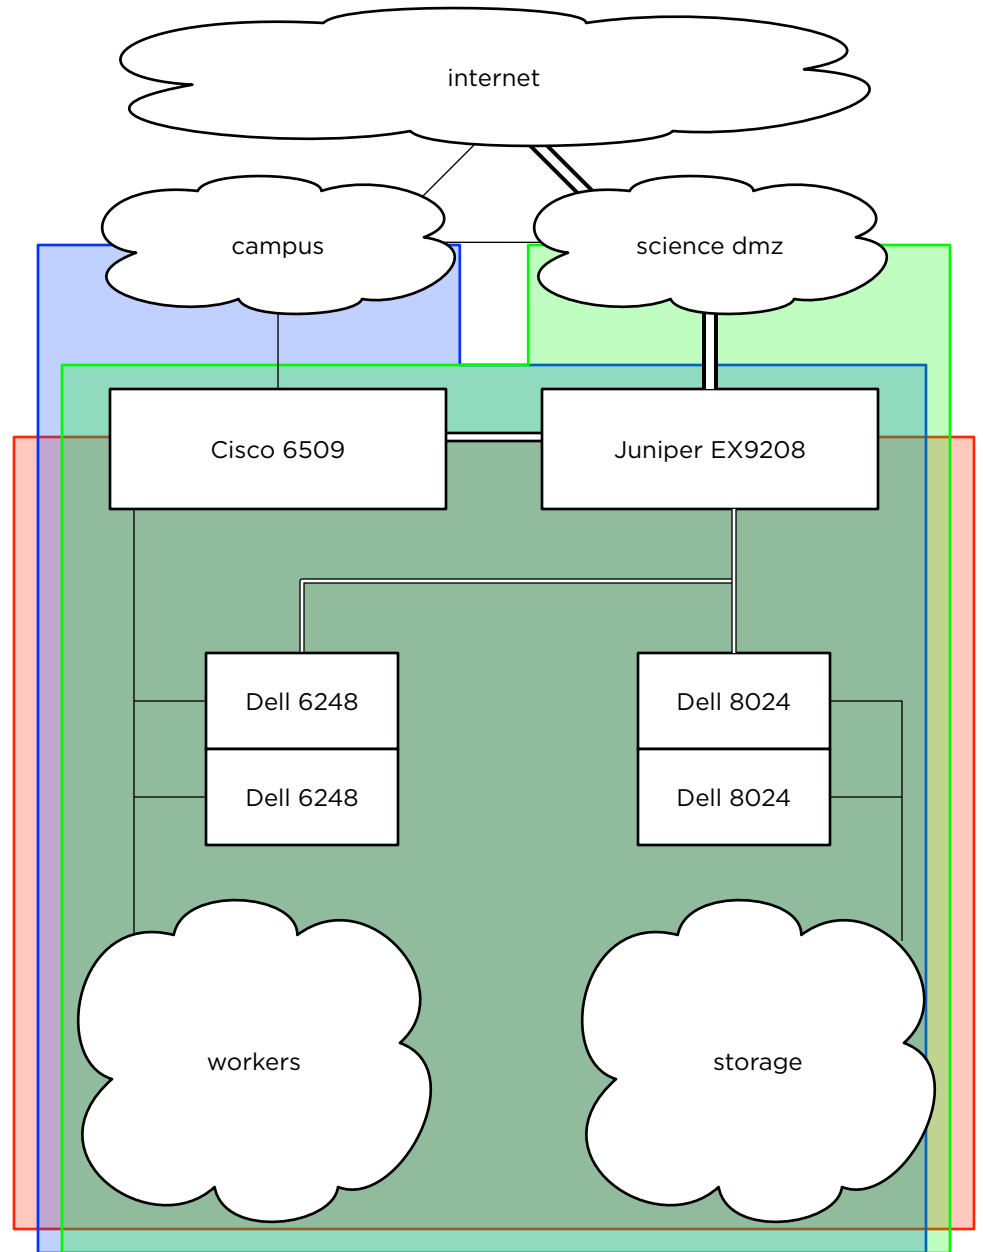 internet
campus
science dmz
Cisco 6509
Juniper EX9208
Dell 6248
Dell 8024
Dell 6248
Dell 8024
workers
storage